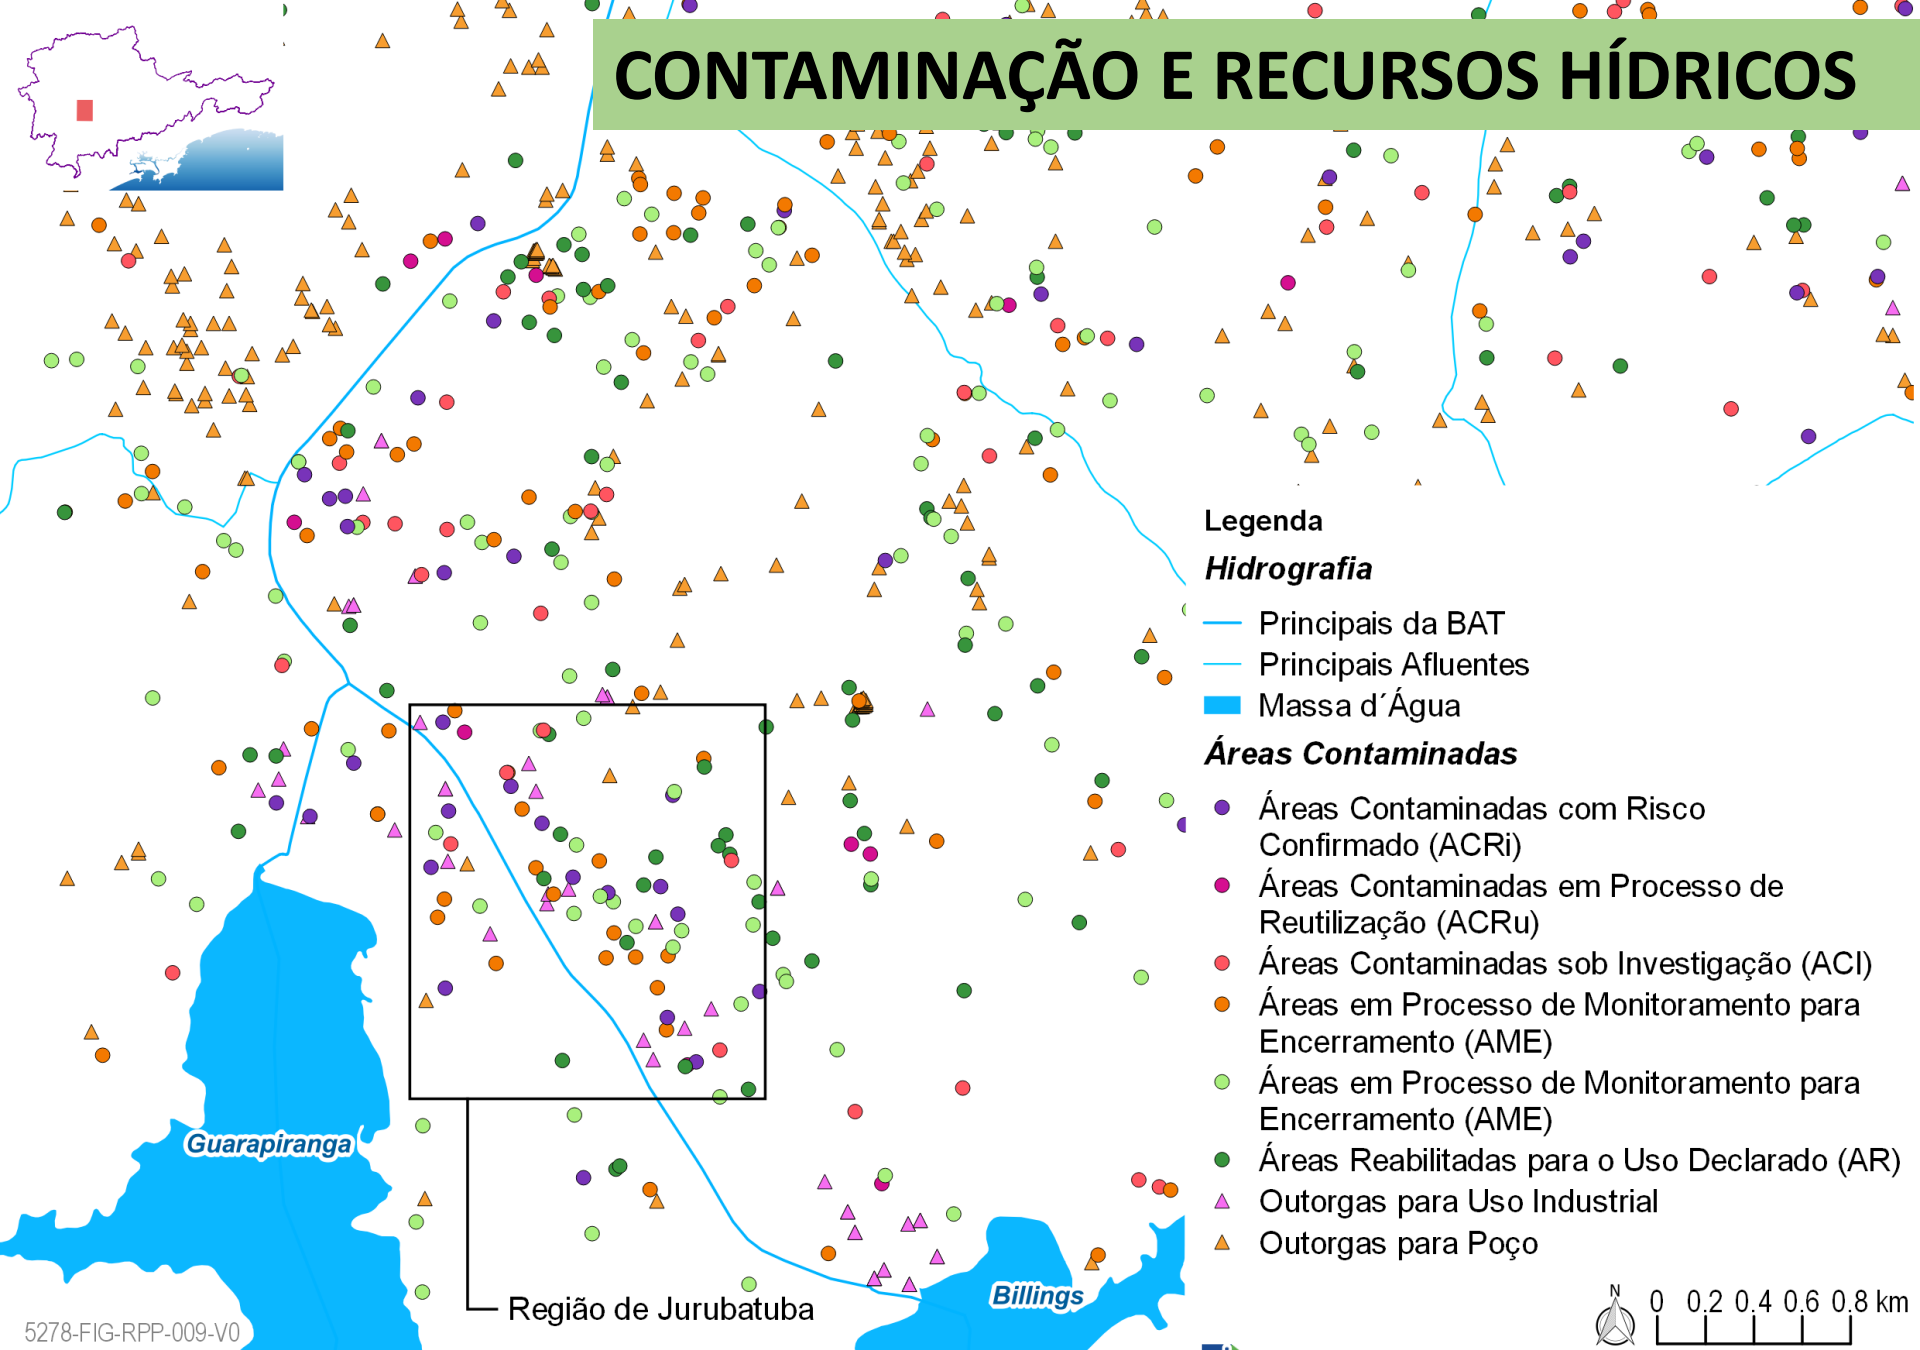 CONTAMINAÇÃO E RECURSOS HÍDRICOS
Legenda
Hidrografia
Principais da BAT
Principais Afluentes
Massa d´Água
Áreas Contaminadas
Áreas Contaminadas com Risco
Confirmado (ACRi)
Áreas Contaminadas em Processo de
Reutilização (ACRu)
Áreas Contaminadas sob Investigação (ACI)
Áreas em Processo de Monitoramento para
Encerramento (AME)
Áreas em Processo de Monitoramento para
Encerramento (AME)
Áreas Reabilitadas para o Uso Declarado (AR)
Outorgas para Uso Industrial
Outorgas para Poço
Guarapiranga
Billings
Região de Jurubatuba
5278-FIG-RPP-009-V0
N
0 0.2 0.4 0.6 0.8 km